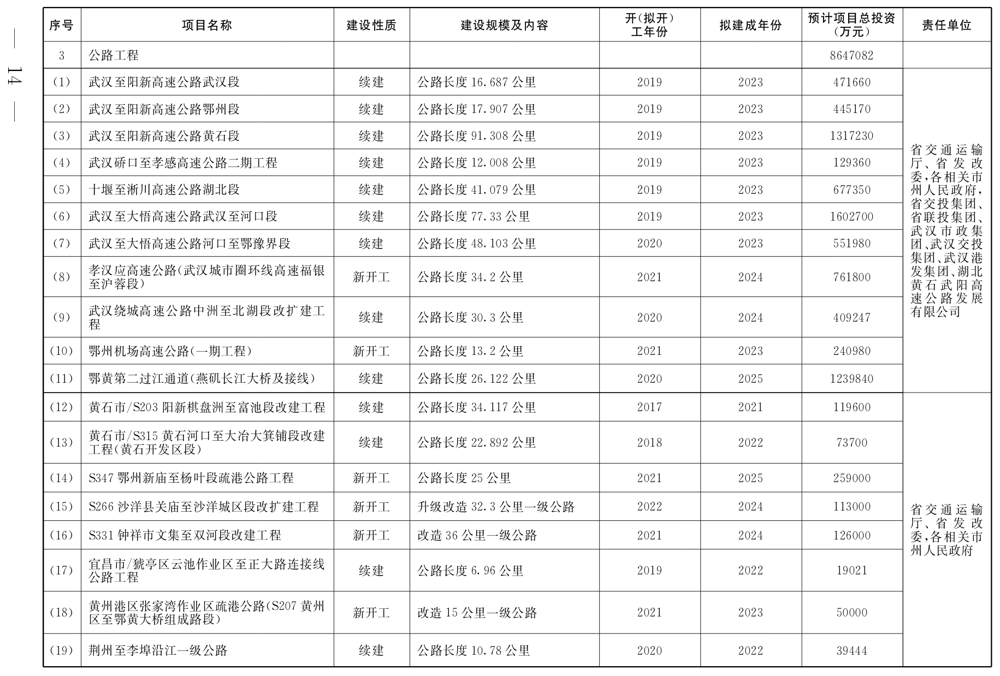 — 14 —
序号 项目名称 建设性质 建设规模及内容 开(拟开)工年份 拟建成年份 预计项目总投资(万元) 责任单位
3 公路工程 8647082
(1) 武汉至阳新高速公路武汉段 续建 公路长度 16.687 公里 2019 2023 471660
(2) 武汉至阳新高速公路鄂州段 续建 公路长度 17.907 公里 2019 2023 445170
(3) 武汉至阳新高速公路黄石段 续建 公路长度 91.308 公里 2019 2023 1317230
(4) 武汉硚口至孝感高速公路二期工程 续建 公路长度 12.008 公里 2019 2023 129360
(5) 十堰至淅川高速公路湖北段 续建 公路长度 41.079 公里 2019 2023 677350
(6) 武汉至大悟高速公路武汉至河口段 续建 公路长度 77.33 公里 2019 2023 1602700
(7) 武汉至大悟高速公路河口至鄂豫界段 续建 公路长度 48.103 公里 2020 2023 551980
(8) 孝汉应高速公路(武汉城市圈环线高速福银
至沪蓉段) 新开工 公路长度 34.2 公里 2021 2024 761800
(9) 武汉绕城高速公路中洲至北湖段改扩建工
程 续建 公路长度 30.3 公里 2020 2024 409247
(10) 鄂州机场高速公路(一期工程) 新开工 公路长度 13.2 公里 2021 2023 240980
(11) 鄂黄第二过江通道(燕矶长江大桥及接线) 续建 公路长度 26.122 公里 2020 2025 1239840
省交通运输
厅、省发改
委,各相关市
州人民政府,
省交投集团、
省联投集团、
武汉市政集
团、武汉交投
集团、武汉港
发集团、湖北
黄石武阳高
速公路发展
有限公司
(12) 黄石市/S203 阳新棋盘洲至富池段改建工程 续建 公路长度 34.117 公里 2017 2021 119600
(13) 黄石市/S315 黄石河口至大冶大箕铺段改建
工程(黄石开发区段) 续建 公路长度 22.892 公里 2018 2022 73700
(14) S347 鄂州新庙至杨叶段疏港公路工程 新开工 公路长度 25 公里 2021 2025 259000
(15) S266 沙洋县关庙至沙洋城区段改扩建工程 新开工 升级改造 32.3 公里一级公路 2022 2024 113000
(16) S331 钟祥市文集至双河段改建工程 新开工 改造 36 公里一级公路 2021 2024 126000
(17) 宜昌市/猇亭区云池作业区至正大路连接线
公路工程 续建 公路长度 6.96 公里 2019 2022 19021
(18) 黄州港区张家湾作业区疏港公路(S207 黄州
区至鄂黄大桥组成路段) 新开工 改造 15 公里一级公路 2021 2023 50000
(19) 荆州至李埠沿江一级公路 续建 公路长度 10.78 公里 2020 2022 39444
省交通运输
厅、省发改
委,各相关市
州人民政府